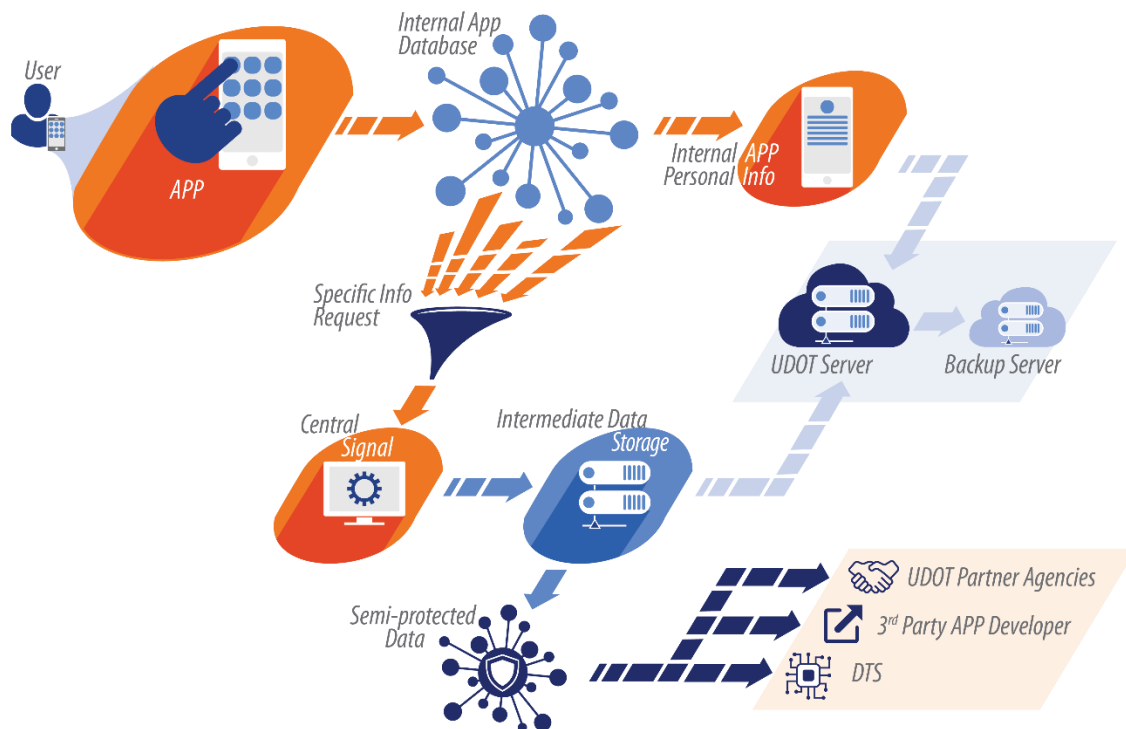 User
APP
Internal App
Database
Internal APP
Personal Info
Specific Info
Request
UDOT Server
Backup Server
Central
Signal
Intermediate Data
Storage
Semi-protected
Data
UDOT Partner Agencies
3rd Party APP Developer
DTS